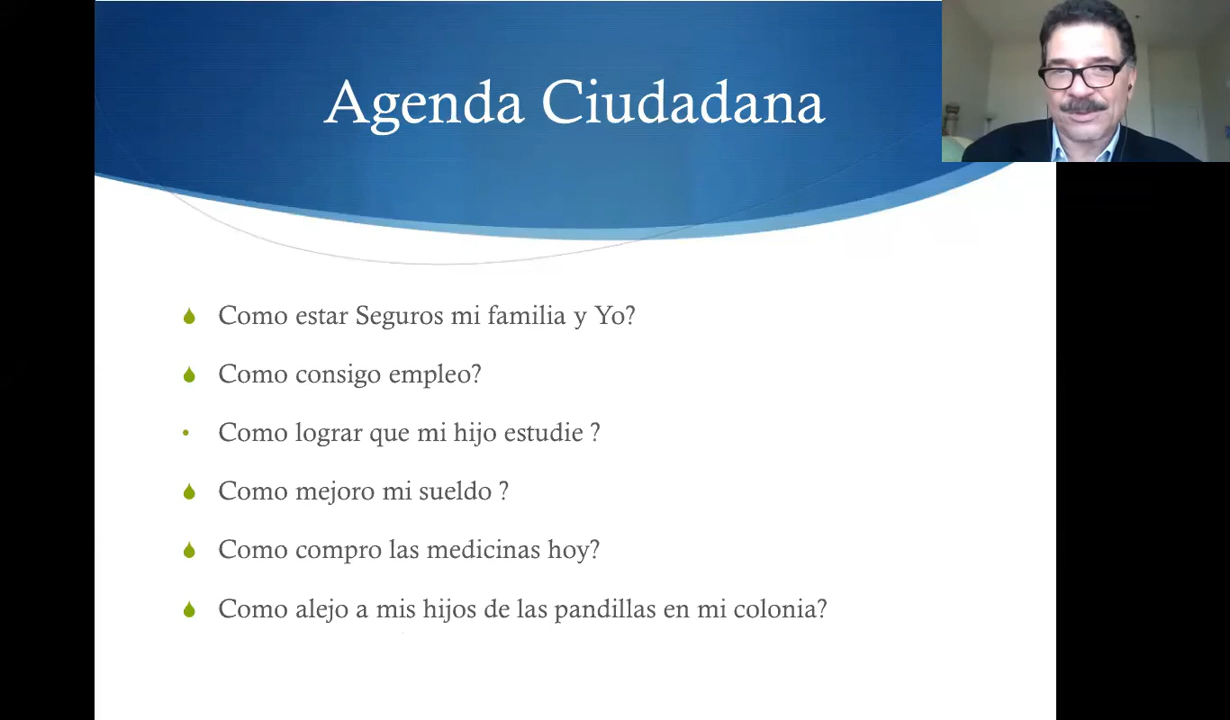 Agenda Ciudadana
Como estar Seguros mi familia y Yo?
Como consigo empleo?
Como lograr que mi hijo estudie ?
Como mejoro mi sueldo ?
Como compro las medicinas hoy?
Como alejo a mis hijos de las pandillas en mi colonia?